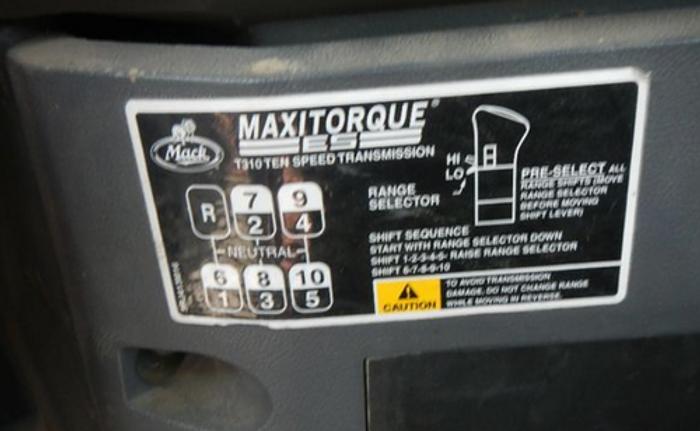 Mack
MAXITORQUE®
ES
T310 TEN SPEED TRANSMISSION
R
7
2
9
4
NEUTRAL
6
1
8
3
10
5
HI
LO
RANGE
SELECTOR
PRE-SELECT ALL
RANGE SHIFTS (MOVE
RANGE SELECTOR
BEFORE MOVING
SHIFT LEVER)
SHIFT SEQUENCE
START WITH RANGE SELECTOR DOWN
SHIFT 1-2-3-4-5- RAISE RANGE SELECTOR
SHIFT 6-7-8-9-10
CAUTION
TO AVOID TRANSMISSION
DAMAGE, DO NOT CHANGE RANGE
WHILE MOVING IN REVERSE.